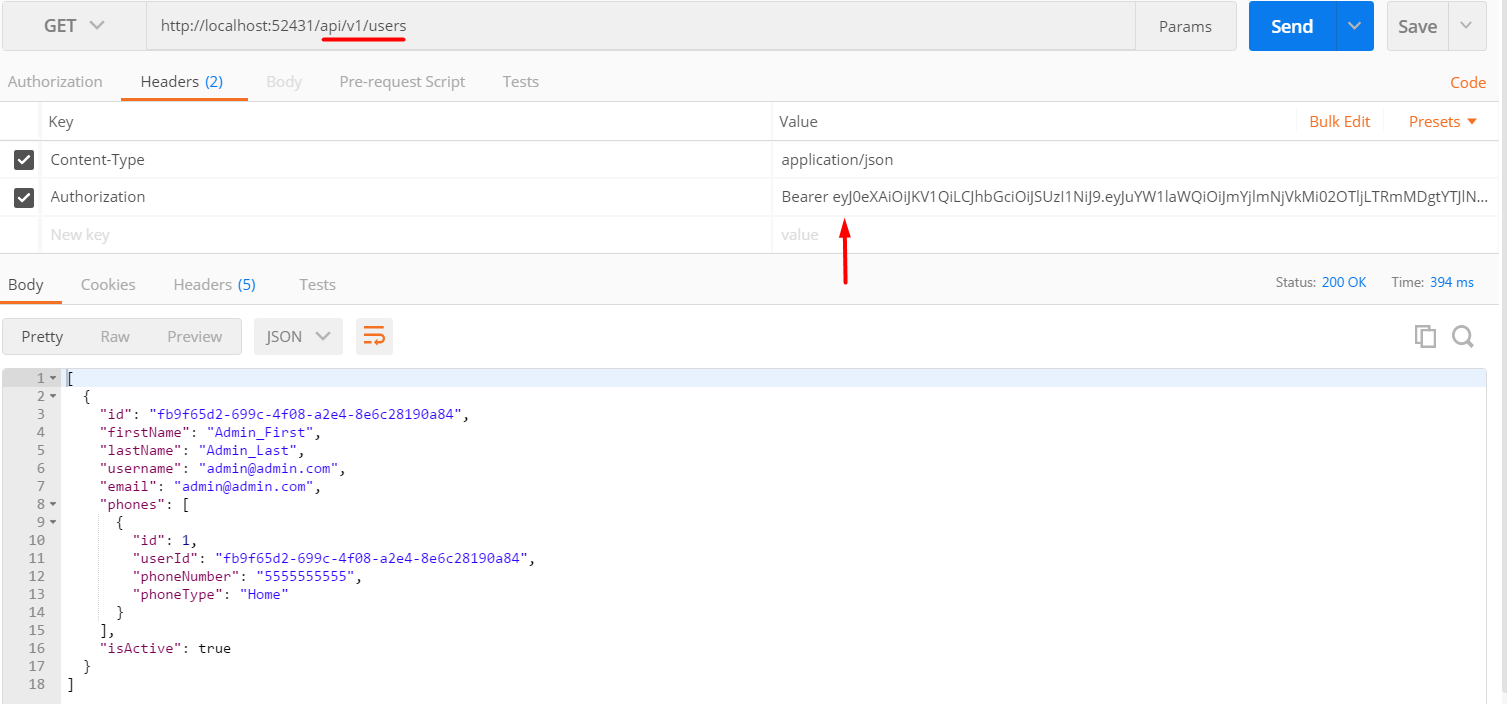 GET http://localhost:52431/api/v1/users Params Send Save
Authorization Headers (2) Body Pre-request Script Tests Code
Key Value Bulk Edit Presets
Content-Type application/json
Authorization Bearer eyJ0eXAiOiJKV1QiLCJhbGciOiJSUzI1NiJ9.eyJuYW1laWQiOiJmYjlmNjVkMi02OTljLTRmMDgtYTJlN...
New key value
Body Cookies Headers (5) Tests Status: 200 OK Time: 394 ms
Pretty Raw Preview JSON
1 [
2 {
3 "id": "fb9f65d2-699c-4f08-a2e4-8e6c28190a84",
4 "firstName": "Admin_First",
5 "lastName": "Admin_Last",
6 "username": "admin@admin.com",
7 "email": "admin@admin.com",
8 "phones": [
9 {
10 "id": 1,
11 "userId": "fb9f65d2-699c-4f08-a2e4-8e6c28190a84",
12 "phoneNumber": "5555555555",
13 "phoneType": "Home"
14 }
15 ],
16 "isActive": true
17 }
18 ]